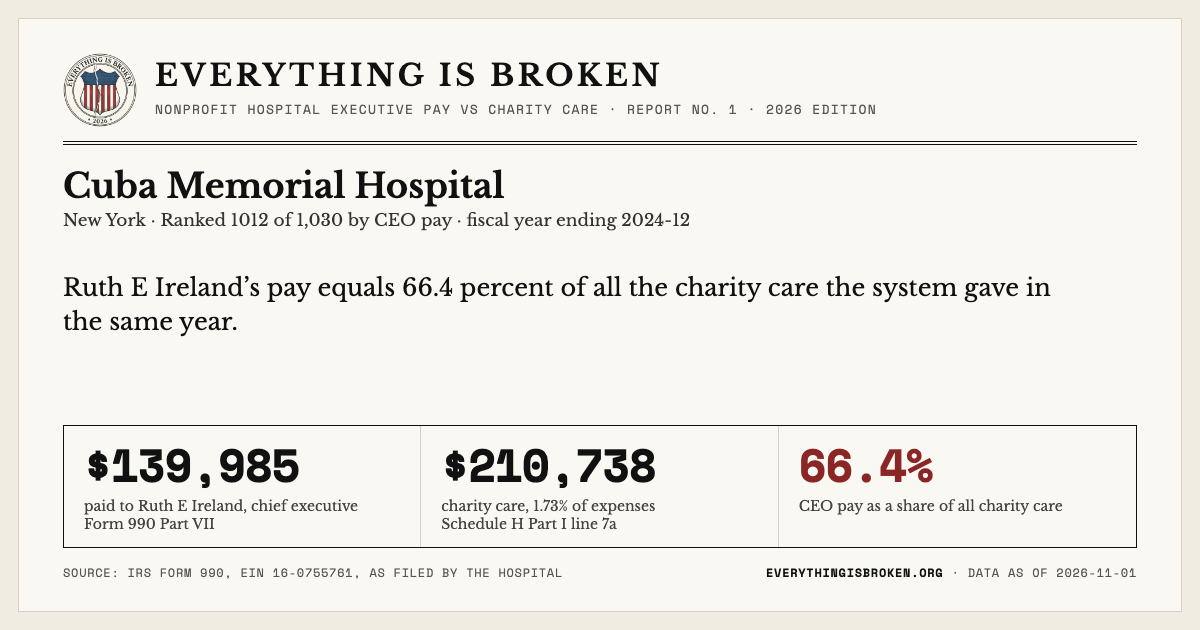 EVERYTHING IS BROKEN
2026
EVERYTHING IS BROKEN
NONPROFIT HOSPITAL EXECUTIVE PAY VS CHARITY CARE · REPORT NO. 1 · 2026 EDITION
Cuba Memorial Hospital
New York · Ranked 1012 of 1,030 by CEO pay · fiscal year ending 2024-12
Ruth E Ireland’s pay equals 66.4 percent of all the charity care the system gave in
the same year.
$139,985
paid to Ruth E Ireland, chief executive
Form 990 Part VII
$210,738
charity care, 1.73% of expenses
Schedule H Part I line 7a
66.4%
CEO pay as a share of all charity care
SOURCE: IRS FORM 990, EIN 16-0755761, AS FILED BY THE HOSPITAL
EVERYTHINGISBROKEN.ORG · DATA AS OF 2026-11-01